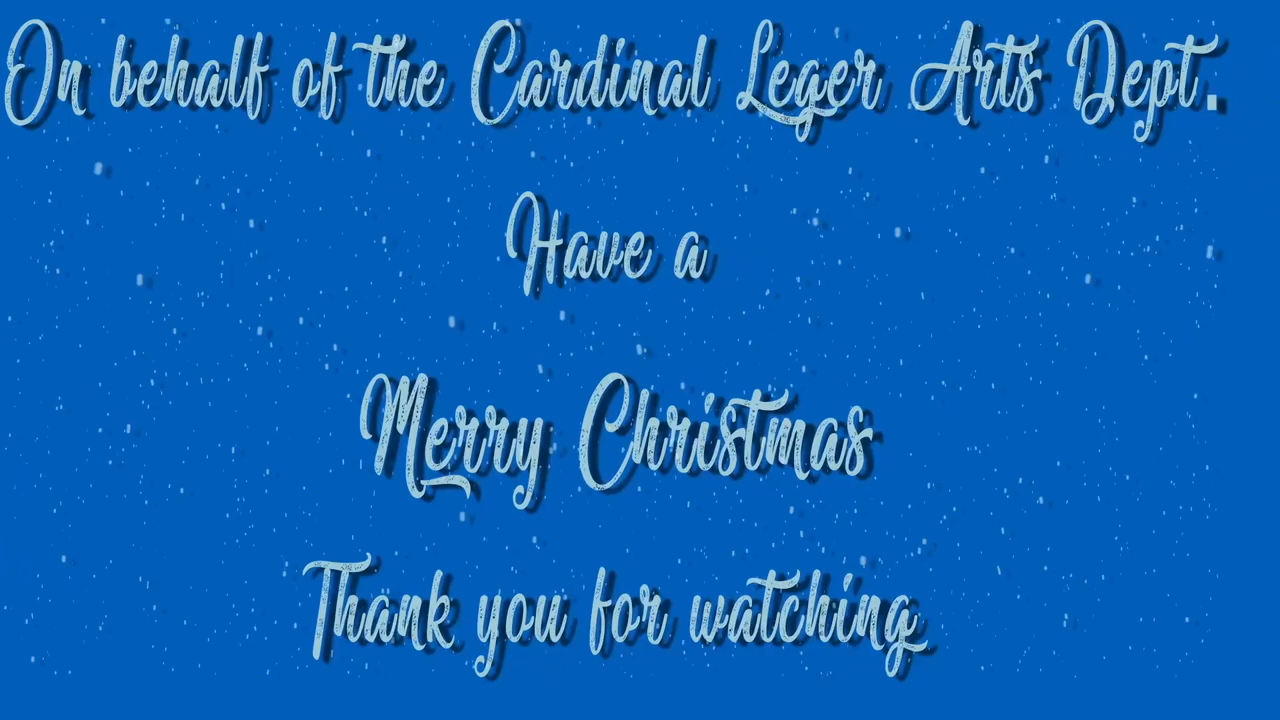 On behalf of the Cardinal Leger Arts Dept.
Have a
Merry Christmas
Thank you for watching